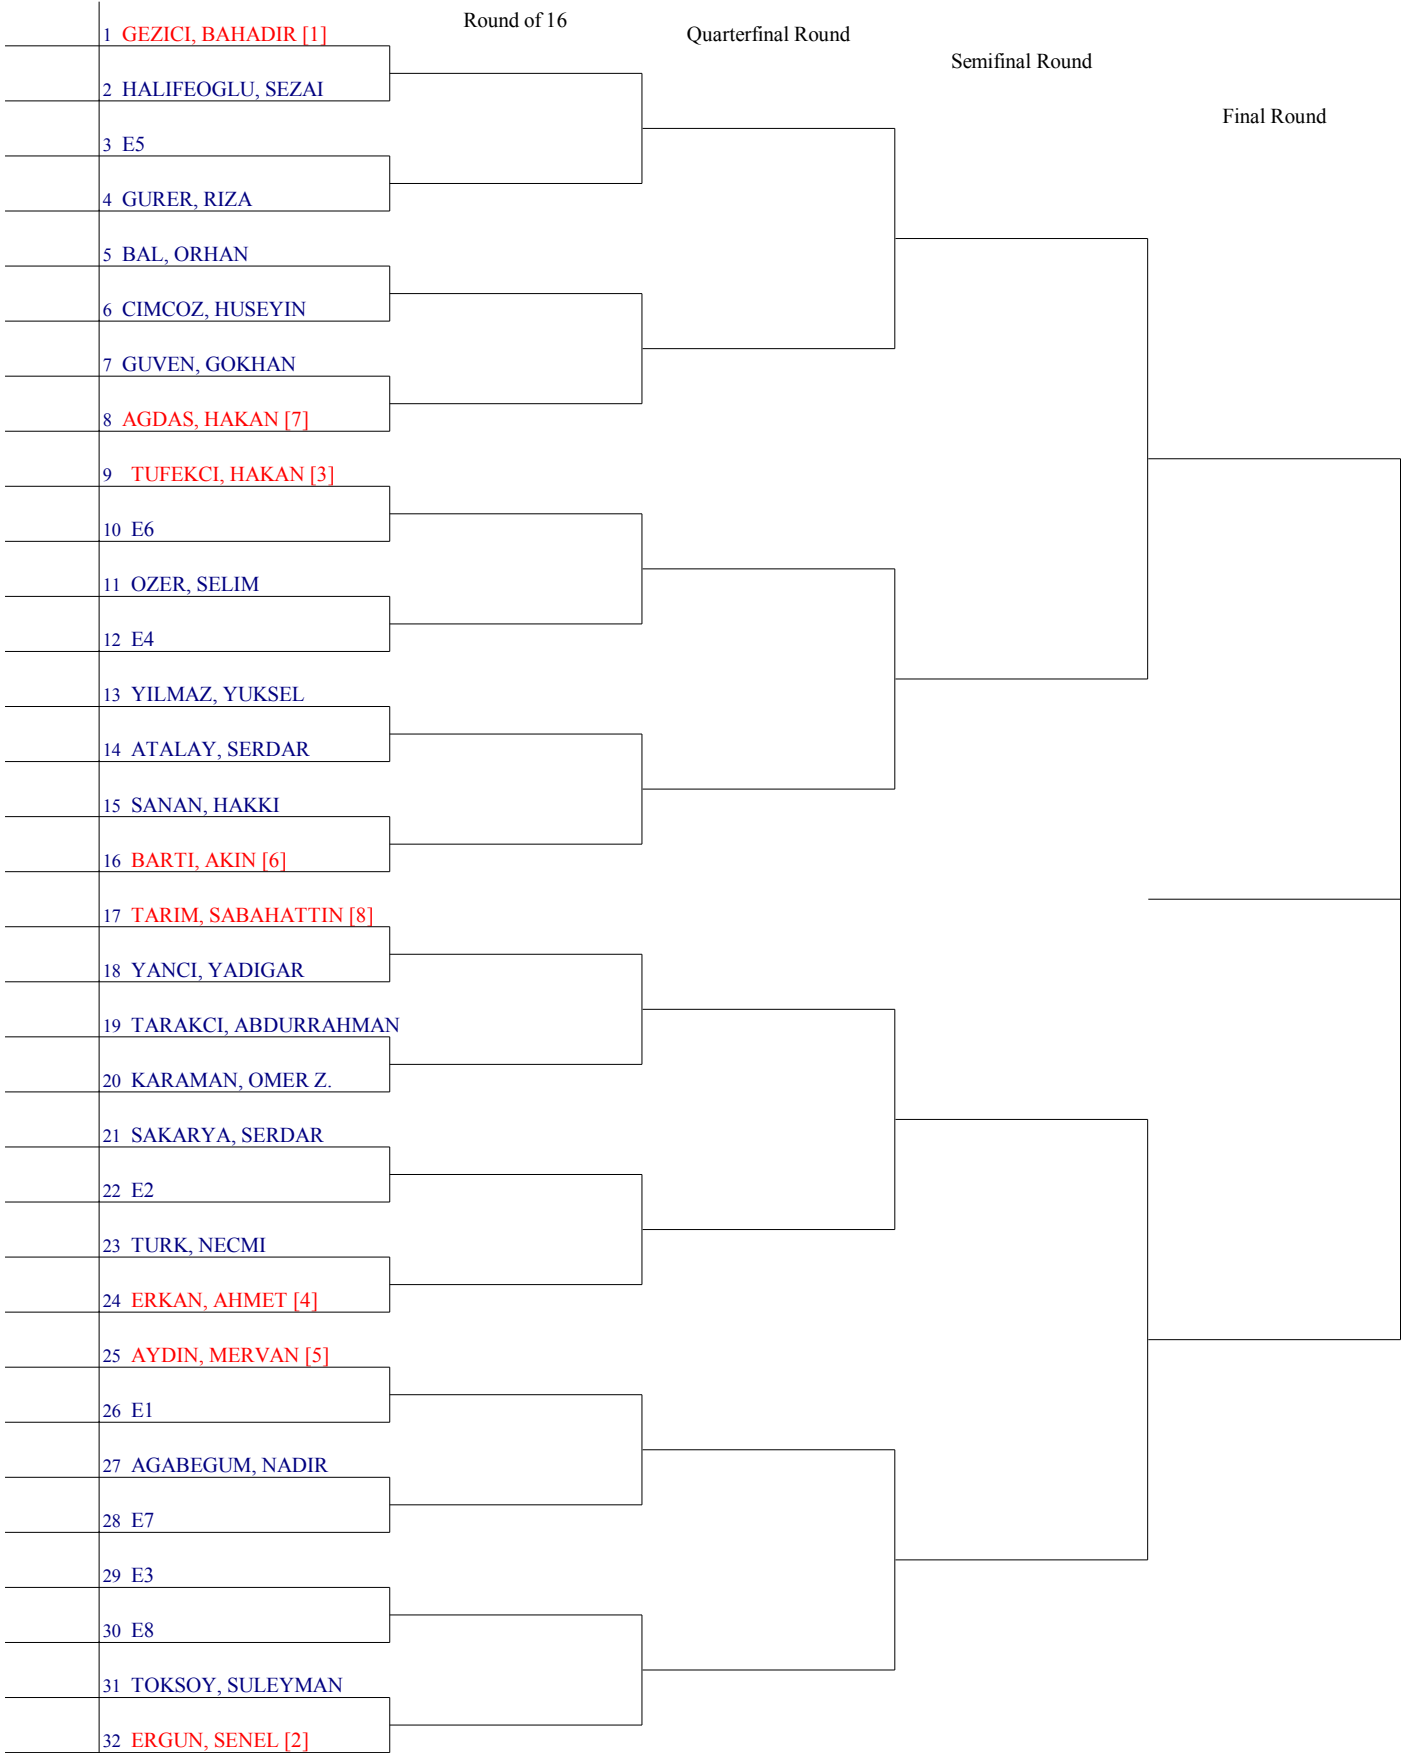 Round of 16
Quarterfinal Round
Semifinal Round
Final Round
1 GEZICI, BAHADIR [1]
2 HALIFEOGLU, SEZAI
3 E5
4 GURER, RIZA
5 BAL, ORHAN
6 CIMCOZ, HUSEYIN
7 GUVEN, GOKHAN
8 AGDAS, HAKAN [7]
9 TUFEKCI, HAKAN [3]
10 E6
11 OZER, SELIM
12 E4
13 YILMAZ, YUKSEL
14 ATALAY, SERDAR
15 SANAN, HAKKI
16 BARTI, AKIN [6]
17 TARIM, SABAHATTIN [8]
18 YANCI, YADIGAR
19 TARAKCI, ABDURRAHMAN
20 KARAMAN, OMER Z.
21 SAKARYA, SERDAR
22 E2
23 TURK, NECMI
24 ERKAN, AHMET [4]
25 AYDIN, MERVAN [5]
26 E1
27 AGABEGUM, NADIR
28 E7
29 E3
30 E8
31 TOKSOY, SULEYMAN
32 ERGUN, SENEL [2]